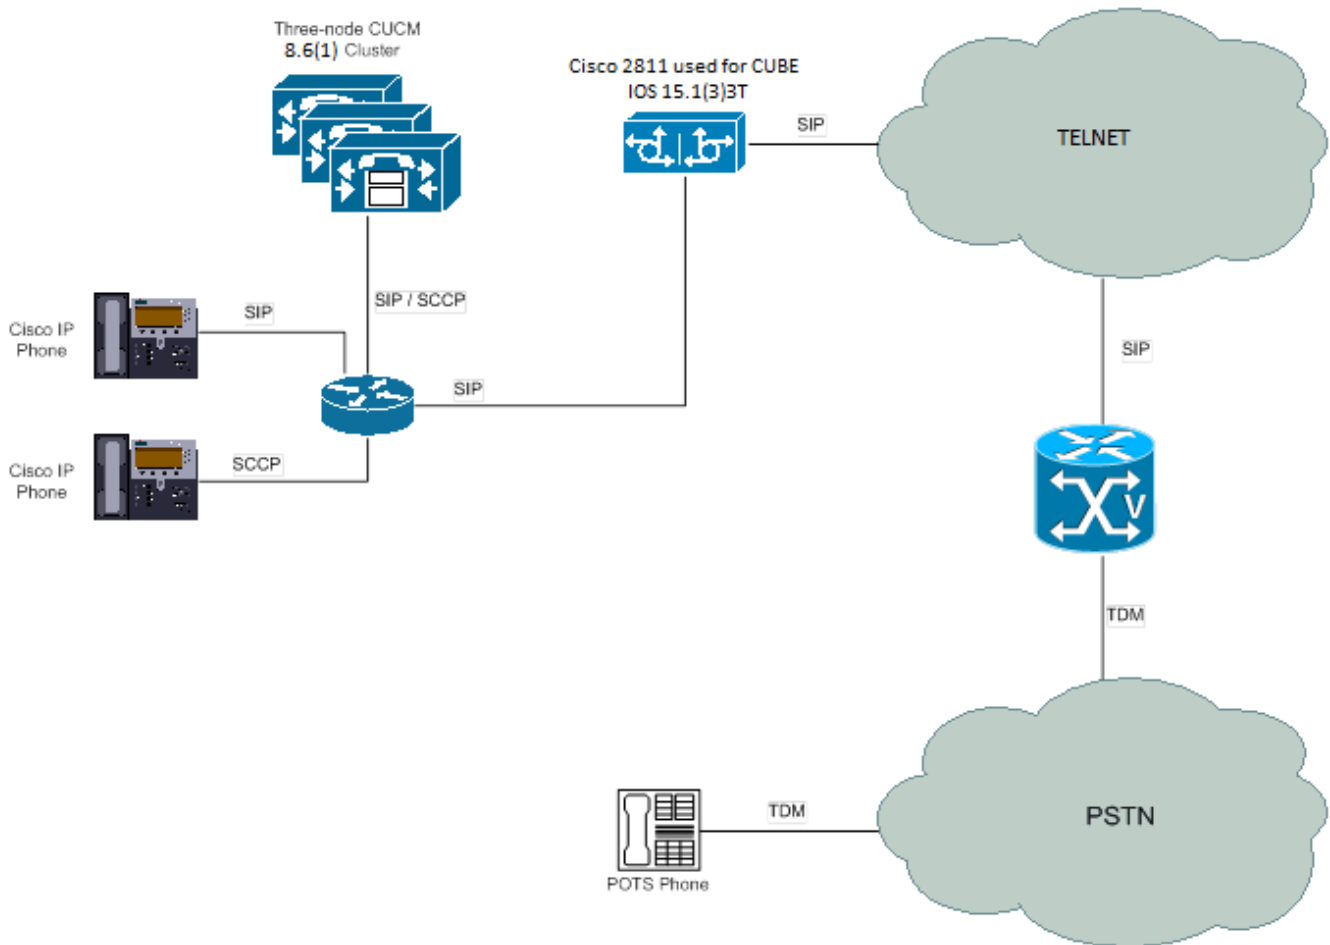 Three-node CUCM
8.6(1) Cluster
Cisco 2811 used for CUBE
IOS 15.1(3)3T
SIP
TELNET
SIP / SCCP
SIP
Cisco IP
Phone
SIP
SIP
SCCP
Cisco IP
Phone
V
TDM
PSTN
TDM
POTS Phone